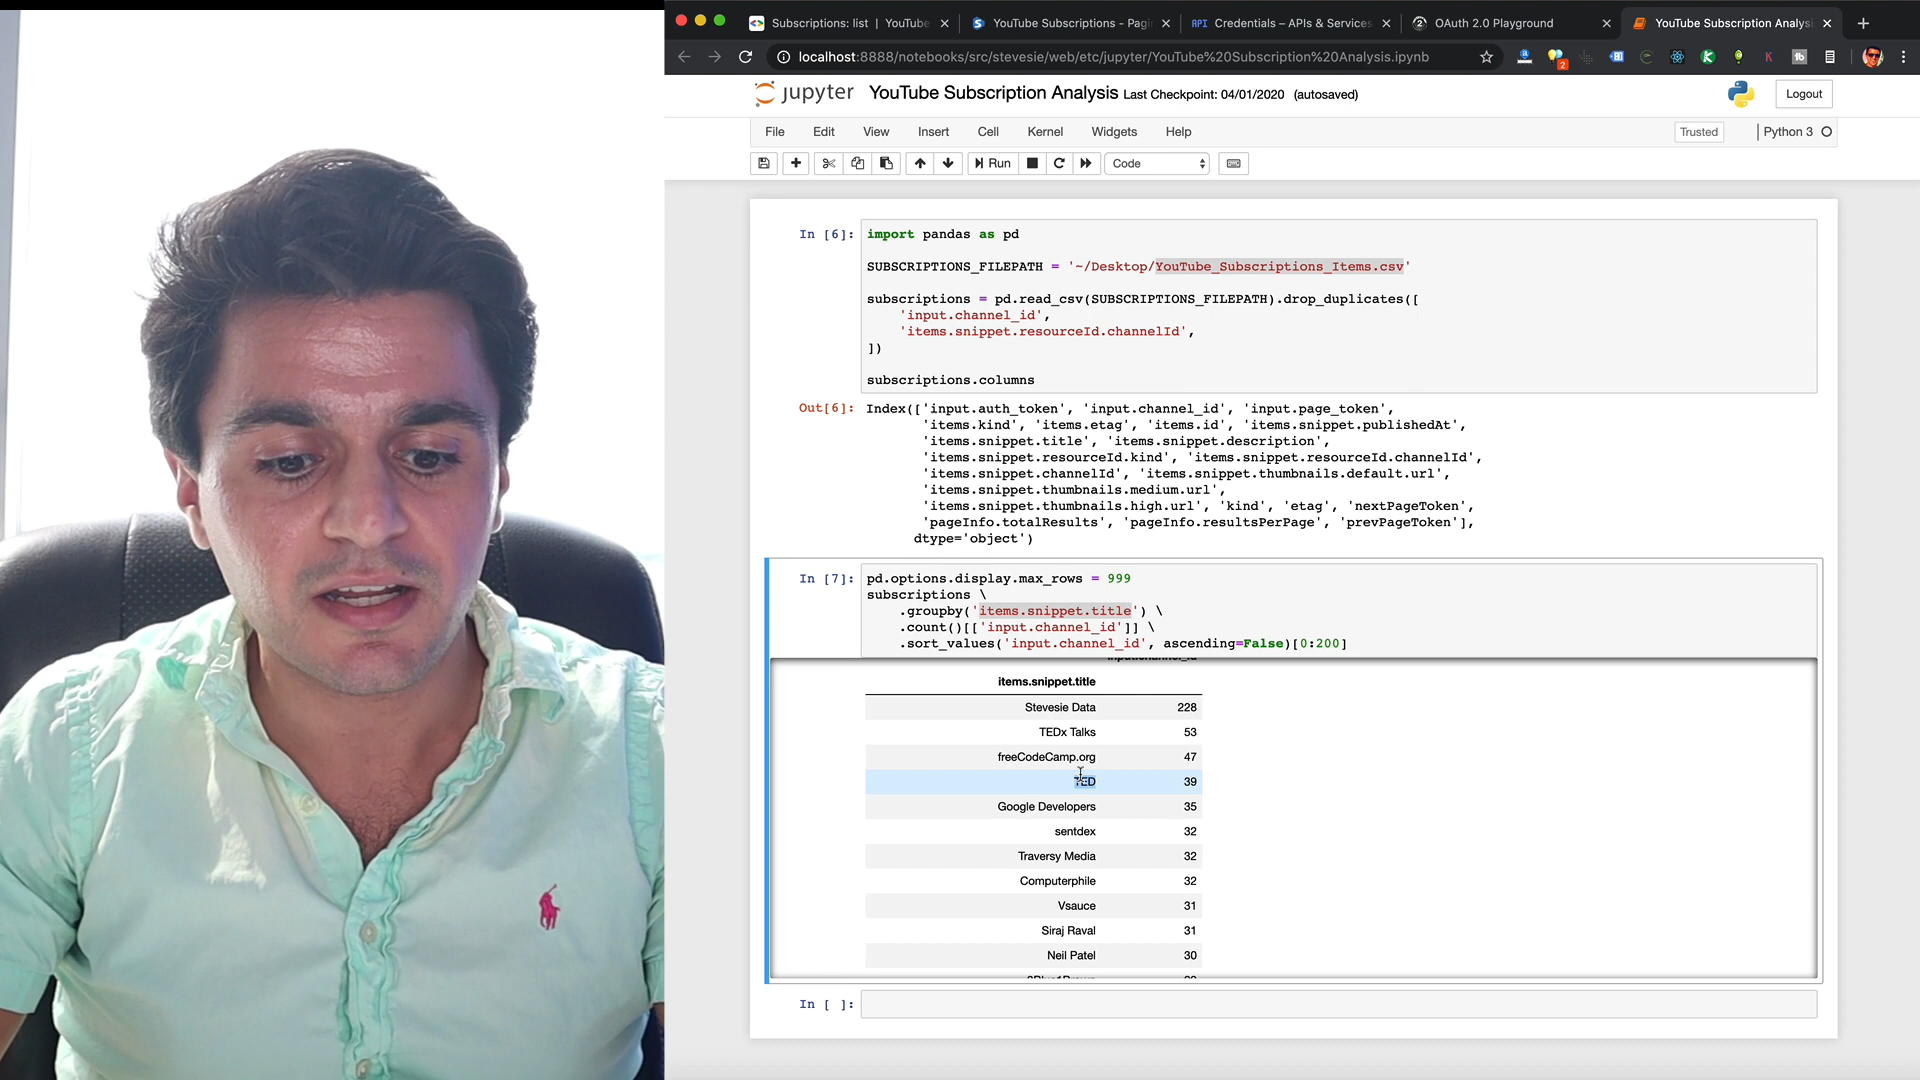 Subscriptions: list | YouTube
YouTube Subscriptions - Pagin
API Credentials – APIs & Services
OAuth 2.0 Playground
YouTube Subscription Analysis
localhost:8888/notebooks/src/stevesie/web/etc/jupyter/YouTube%20Subscription%20Analysis.ipynb
2
tb
jupyter YouTube Subscription Analysis Last Checkpoint: 04/01/2020 (autosaved)
Logout
File Edit View Insert Cell Kernel Widgets Help
Trusted
Python 3
Run
Code
In [6]:
import pandas as pd
SUBSCRIPTIONS_FILEPATH = '~/Desktop/YouTube_Subscriptions_Items.csv'
subscriptions = pd.read_csv(SUBSCRIPTIONS_FILEPATH).drop_duplicates([
'input.channel_id',
'items.snippet.resourceId.channelId',
])
subscriptions.columns
Out[6]:
Index(['input.auth_token', 'input.channel_id', 'input.page_token',
'items.kind', 'items.etag', 'items.id', 'items.snippet.publishedAt',
'items.snippet.title', 'items.snippet.description',
'items.snippet.resourceId.kind', 'items.snippet.resourceId.channelId',
'items.snippet.channelId', 'items.snippet.thumbnails.default.url',
'items.snippet.thumbnails.medium.url',
'items.snippet.thumbnails.high.url', 'kind', 'etag', 'nextPageToken',
'pageInfo.totalResults', 'pageInfo.resultsPerPage', 'prevPageToken'],
dtype='object')
In [7]:
pd.options.display.max_rows = 999
subscriptions \
.groupby('items.snippet.title') \
.count()[['input.channel_id']] \
.sort_values('input.channel_id', ascending=False)[0:200]
items.snippet.title
Stevesie Data 228
TEDx Talks 53
freeCodeCamp.org 47
TED 39
Google Developers 35
sentdex 32
Traversy Media 32
Computerphile 32
Vsauce 31
Siraj Raval 31
Neil Patel 30
In [ ]: